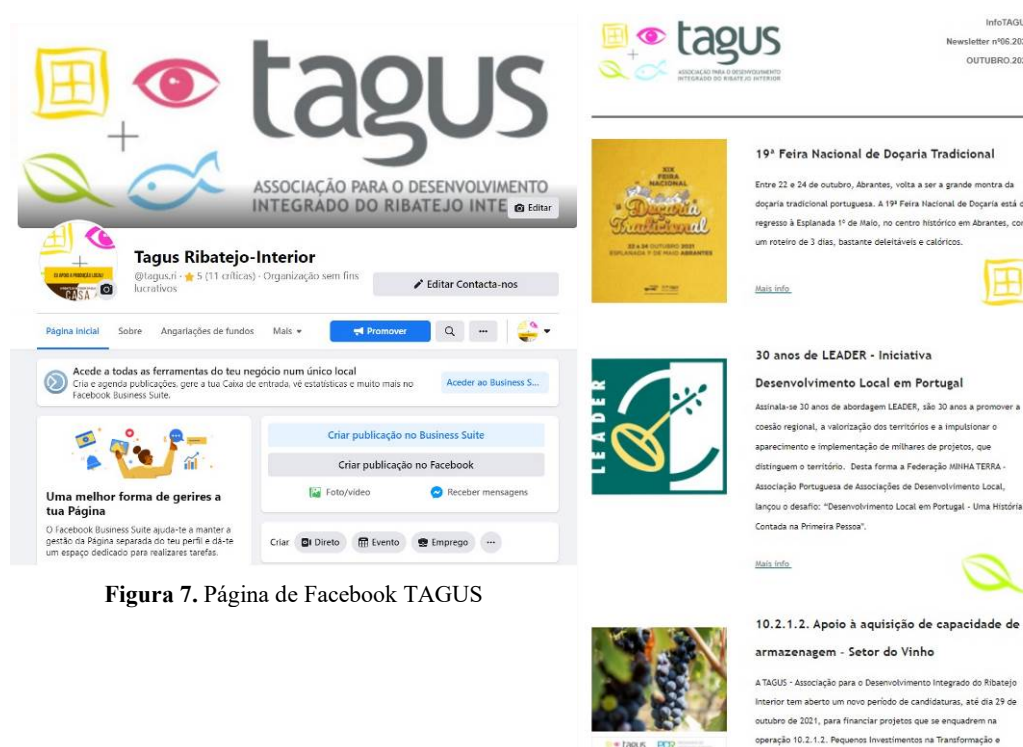 tagus
ASSOCIAÇÃO PARA O DESENVOLVIMENTO
INTEGRADO DO RIBATEJO INTE
Editar
Tagus Ribatejo-Interior
@tagus.ri · 5 (11 críticas) · Organização sem fins
lucrativos
Editar Contacta-nos
CASA
Página inicial Sobre Angariações de fundos Mais Promover
Acede a todas as ferramentas do teu negócio num único local
Cria e agenda publicações, gere a tua Caixa de entrada, vê estatísticas e muito mais no
Facebook Business Suite.
Aceder ao Business S...
Uma melhor forma de gerires a
tua Página
O Facebook Business Suite ajuda-te a manter a
gestão da Página separada do teu perfil e dá-te
um espaço dedicado para realizares tarefas.
Criar publicação no Business Suite
Criar publicação no Facebook
Foto/vídeo Receber mensagens
Criar Direto Evento Emprego ...
Figura 7. Página de Facebook TAGUS
tagus
ASSOCIAÇÃO PARA O DESENVOLVIMENTO
INTEGRADO DO RIBATEJO INTERIOR
InfoTAGU
Newsletter nº06.20
OUTUBRO.20
XIX
FEIRA
NACIONAL
Doçaria
Tradicional
22 a 24 OUTUBRO 2021
ESPLANADA 1º DE MAIO ABRANTES
19ª Feira Nacional de Doçaria Tradicional
Entre 22 e 24 de outubro, Abrantes, volta a ser a grande montra da
doçaria tradicional portuguesa. A 19ª Feira Nacional de Doçaria está d
regresso à Esplanada 1º de Maio, no centro histórico em Abrantes, co
um roteiro de 3 dias, bastante deleitáveis e calóricos.
Mais info
LEADER
30 anos de LEADER - Iniciativa
Desenvolvimento Local em Portugal
Assinala-se 30 anos de abordagem LEADER, são 30 anos a promover a
coesão regional, a valorização dos territórios e a impulsionar o
aparecimento e implementação de milhares de projetos, que
distinguem o território. Desta forma a Federação MINHA TERRA -
Associação Portuguesa de Associações de Desenvolvimento Local,
lançou o desafio: "Desenvolvimento Local em Portugal - Uma História
Contada na Primeira Pessoa".
Mais info
10.2.1.2. Apoio à aquisição de capacidade de
armazenagem - Setor do Vinho
A TAGUS - Associação para o Desenvolvimento Integrado do Ribatejo
Interior tem aberto um novo período de candidaturas, até dia 29 de
outubro de 2021, para financiar projetos que se enquadrem na
operação 10.2.1.2. Pequenos Investimentos na Transformação e
tagus